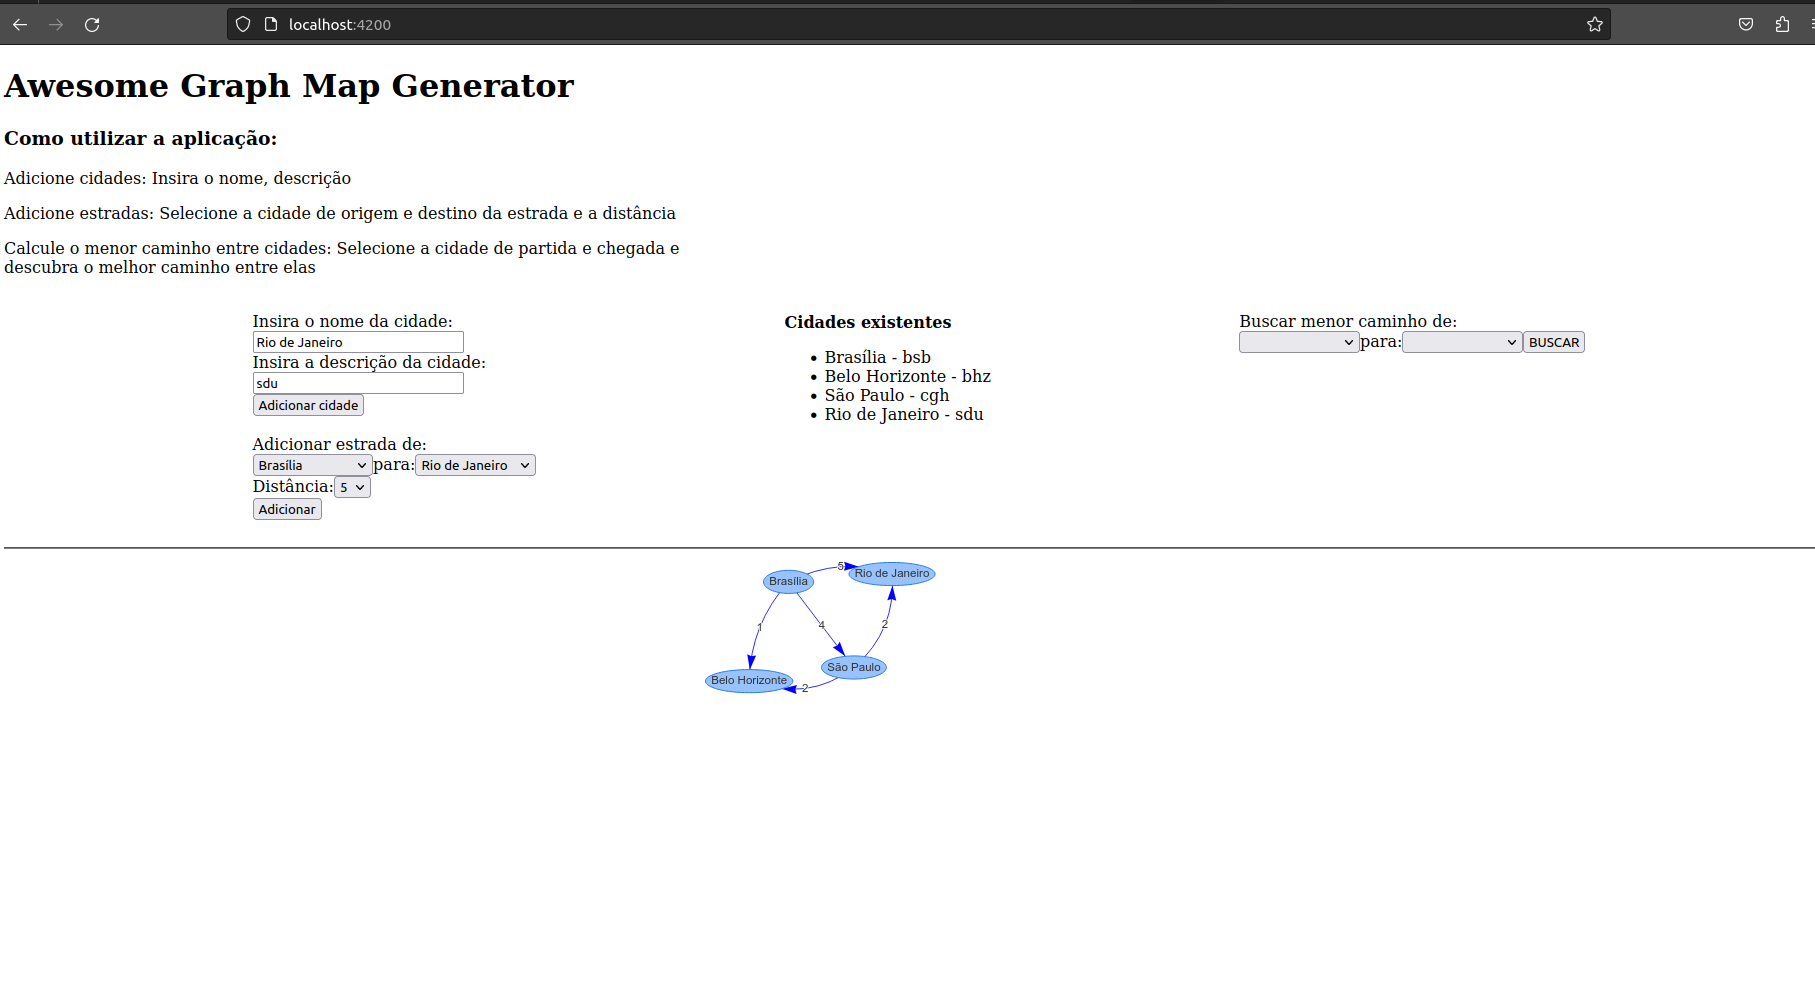 localhost:4200
Awesome Graph Map Generator
Como utilizar a aplicação:
Adicione cidades: Insira o nome, descrição
Adicione estradas: Selecione a cidade de origem e destino da estrada e a distância
Calcule o menor caminho entre cidades: Selecione a cidade de partida e chegada e
descubra o melhor caminho entre elas
Insira o nome da cidade:
Rio de Janeiro
Insira a descrição da cidade:
sdu
Adicionar cidade
Adicionar estrada de:
Brasília para: Rio de Janeiro
Distância: 5
Adicionar
Cidades existentes
• Brasília - bsb
• Belo Horizonte - bhz
• São Paulo - cgh
• Rio de Janeiro - sdu
Buscar menor caminho de:
para: BUSCAR
5
Rio de Janeiro
Brasília
1
4
2
São Paulo
Belo Horizonte
2